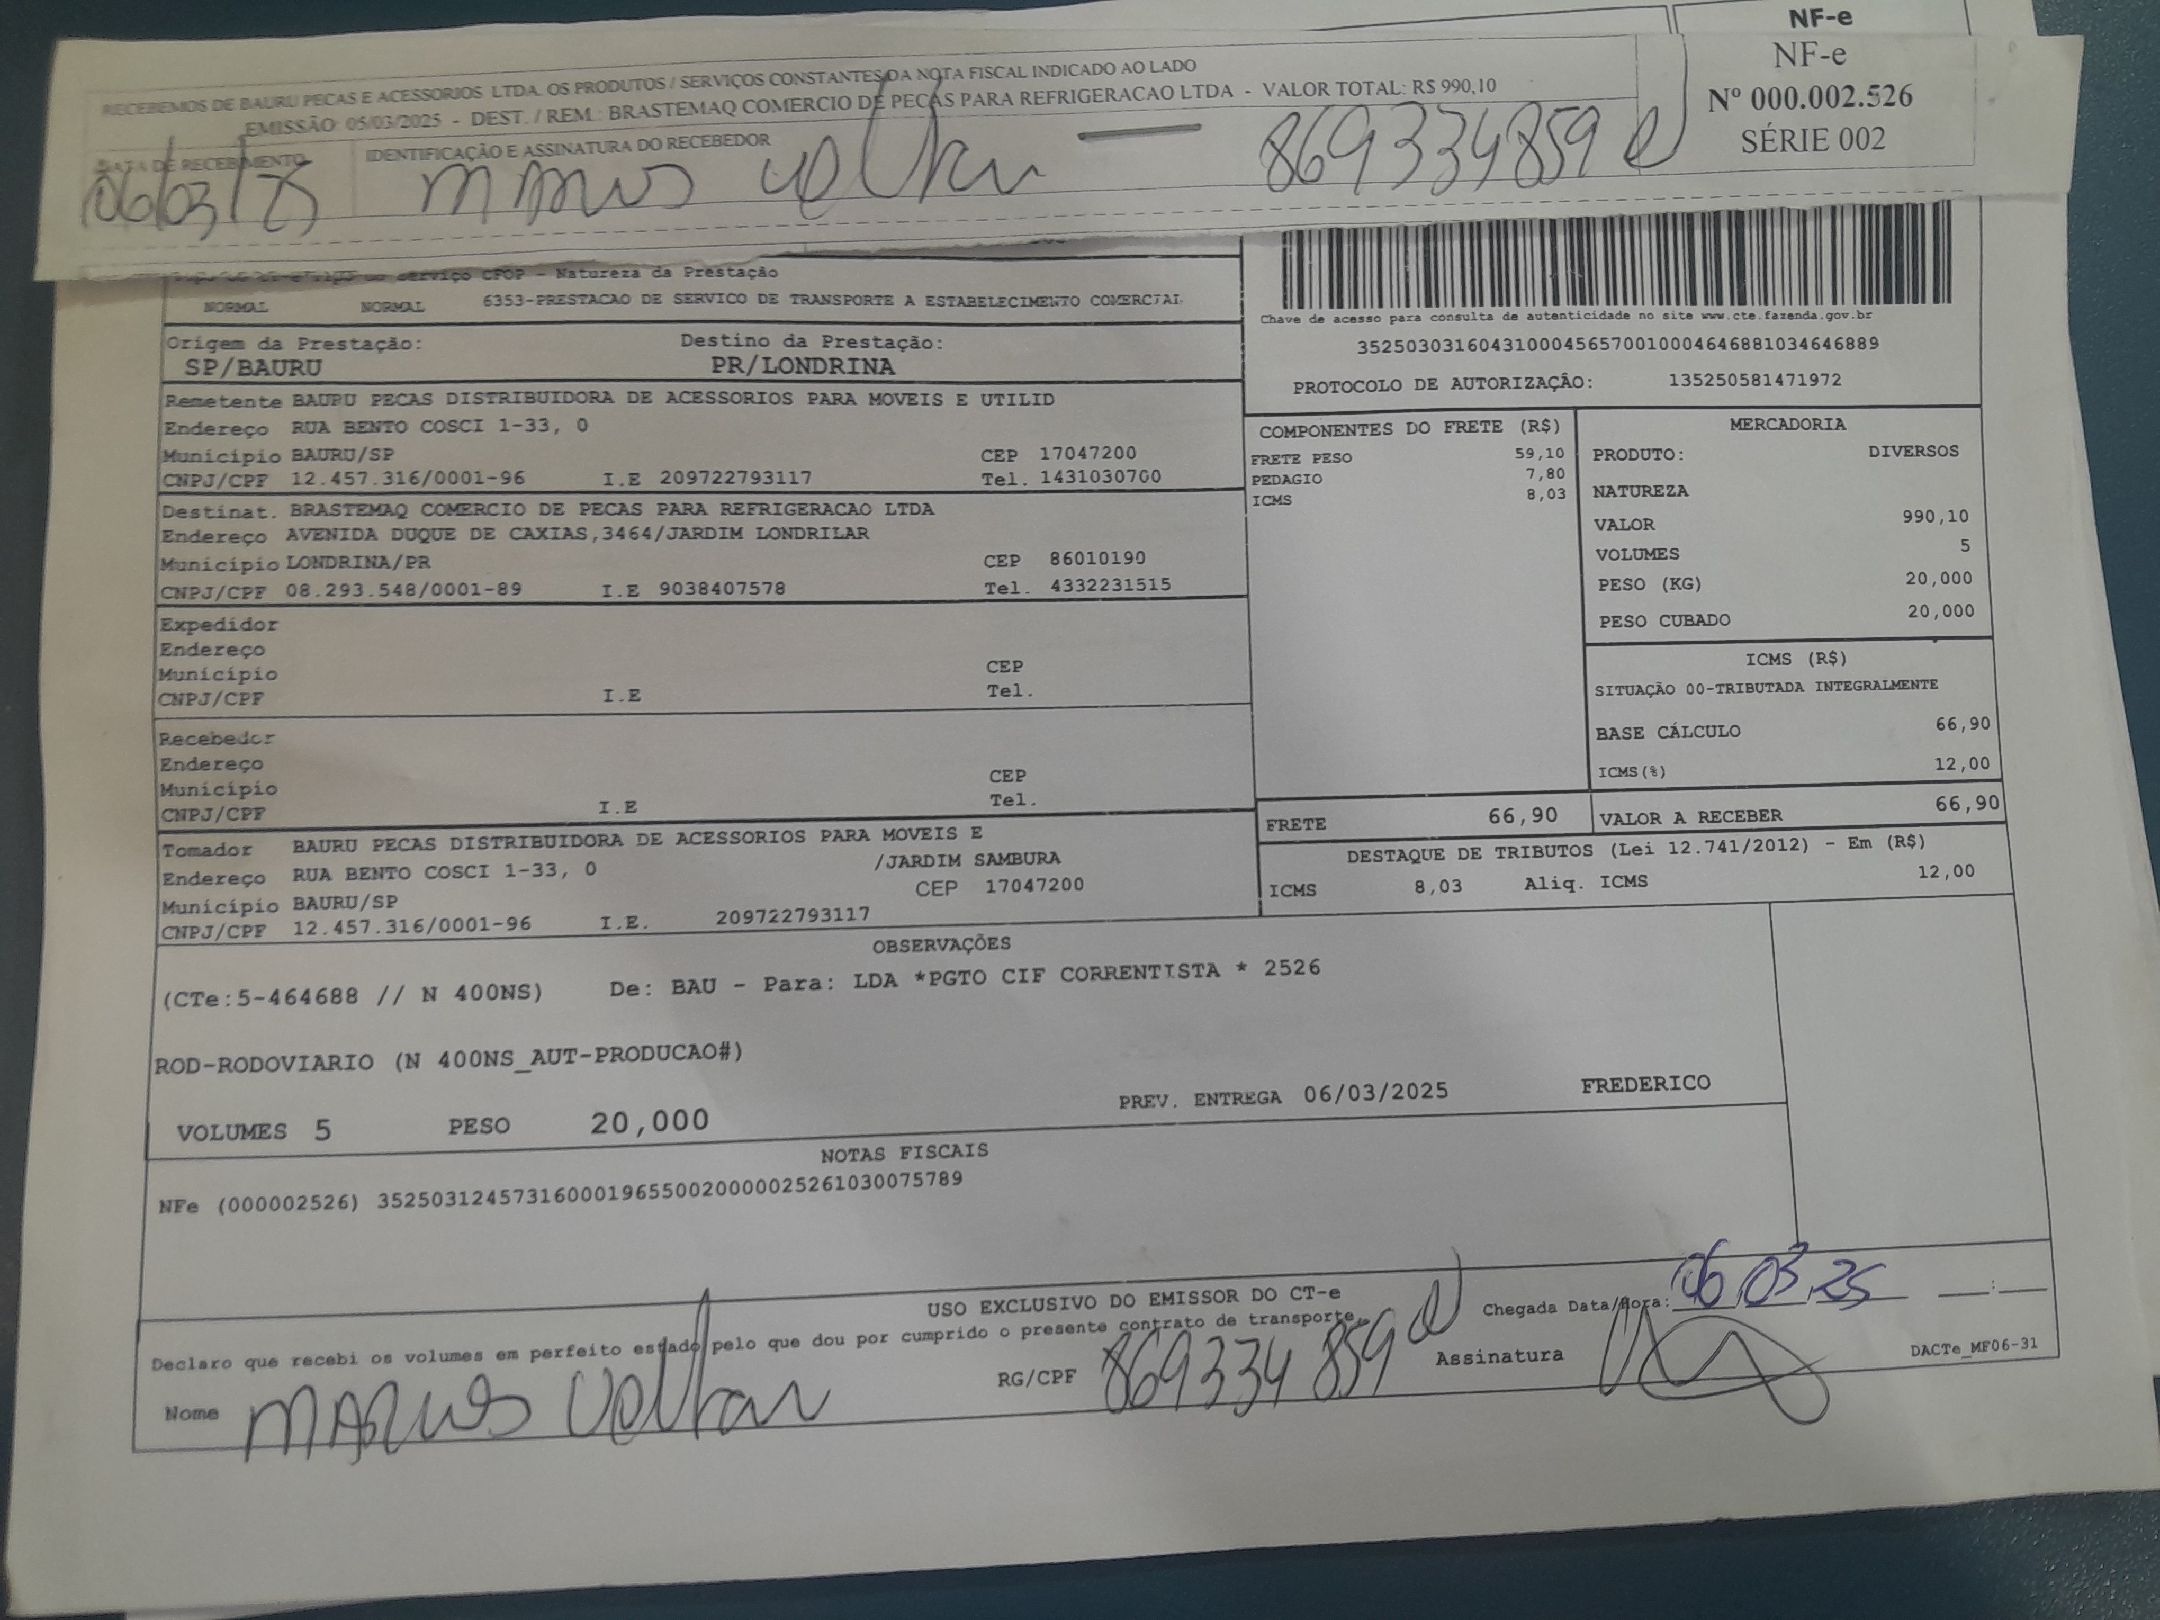 NF-e
RECEBEMOS DE BAURU PECAS E ACESSORIOS LTDA. OS PRODUTOS / SERVIÇOS CONSTANTES DA NOTA FISCAL INDICADO AO LADO
EMISSÃO: 05/03/2025 - DEST. / REM.: BRASTEMAQ COMERCIO DE PECAS PARA REFRIGERACAO LTDA - VALOR TOTAL: R$ 990,10
NF-e
Nº 000.002.526
SÉRIE 002
DATA DE RECEBIMENTO
IDENTIFICAÇÃO E ASSINATURA DO RECEBEDOR
06/03/25
869334859
serviço CFOP - Natureza da Prestação
NORMAL NORMAL 6353-PRESTACAO DE SERVICO DE TRANSPORTE A ESTABELECIMENTO COMERCIAL
Chave de acesso para consulta de autenticidade no site www.cte.fazenda.gov.br
35250303160431000456570010004646881034646889
PROTOCOLO DE AUTORIZAÇÃO: 135250581471972
Origem da Prestação: Destino da Prestação:
SP/BAURU PR/LONDRINA
Remetente BAURU PECAS DISTRIBUIDORA DE ACESSORIOS PARA MOVEIS E UTILID
Endereço RUA BENTO COSCI 1-33, 0
Município BAURU/SP CEP 17047200
CNPJ/CPF 12.457.316/0001-96 I.E 209722793117 Tel. 1431030700
Destinat. BRASTEMAQ COMERCIO DE PECAS PARA REFRIGERACAO LTDA
Endereço AVENIDA DUQUE DE CAXIAS,3464/JARDIM LONDRILAR
Município LONDRINA/PR CEP 86010190
CNPJ/CPF 08.293.548/0001-89 I.E 9038407578 Tel. 4332231515
Expedidor
Endereço
Município CEP
CNPJ/CPF I.E Tel.
Recebedor
Endereço
Município CEP
CNPJ/CPF I.E Tel.
Tomador BAURU PECAS DISTRIBUIDORA DE ACESSORIOS PARA MOVEIS E
Endereço RUA BENTO COSCI 1-33, 0 /JARDIM SAMBURA
Município BAURU/SP CEP 17047200
CNPJ/CPF 12.457.316/0001-96 I.E. 209722793117
COMPONENTES DO FRETE (R$)
FRETE PESO 59,10
PEDAGIO 7,80
ICMS 8,03
MERCADORIA
PRODUTO: DIVERSOS
NATUREZA
VALOR 990,10
VOLUMES 5
PESO (KG) 20,000
PESO CUBADO 20,000
ICMS (R$)
SITUAÇÃO 00-TRIBUTADA INTEGRALMENTE
BASE CÁLCULO 66,90
ICMS(%) 12,00
FRETE 66,90 VALOR A RECEBER 66,90
DESTAQUE DE TRIBUTOS (Lei 12.741/2012) - Em (R$)
ICMS 8,03 Aliq. ICMS 12,00
OBSERVAÇÕES
(CTe:5-464688 // N 400NS) De: BAU - Para: LDA *PGTO CIF CORRENTISTA * 2526
ROD-RODOVIARIO (N 400NS_AUT-PRODUCAO#)
PREV. ENTREGA 06/03/2025 FREDERICO
VOLUMES 5 PESO 20,000
NOTAS FISCAIS
NFe (000002526) 35250312457316000196550020000025261030075789
USO EXCLUSIVO DO EMISSOR DO CT-e
Declaro que recebi os volumes em perfeito estado pelo que dou por cumprido o presente contrato de transporte.
Chegada Data/Hora: 06 03 25 :
Nome RG/CPF 869334859 Assinatura
DACTe_MF06-31